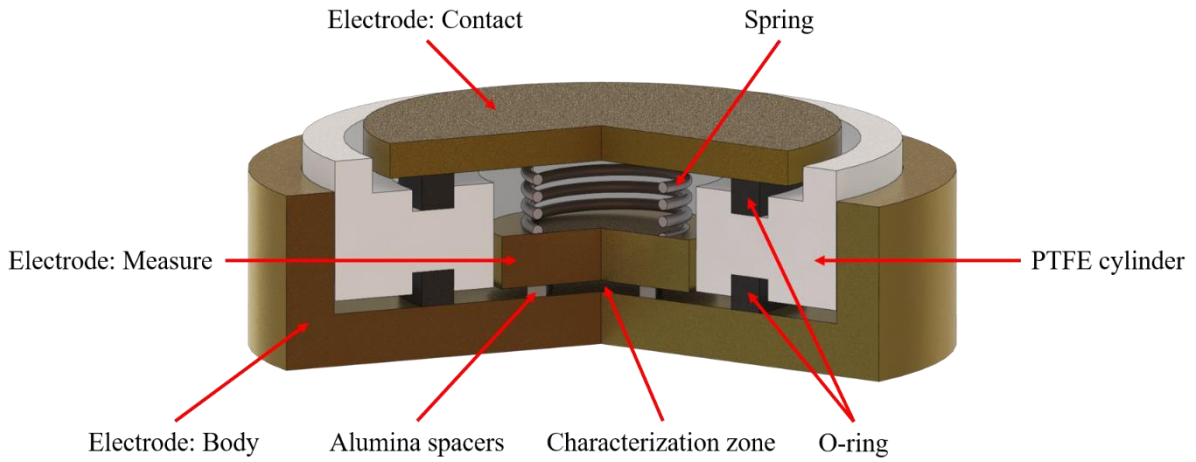 Electrode: Contact
Spring
Electrode: Measure
PTFE cylinder
Electrode: Body
Alumina spacers
Characterization zone
O-ring